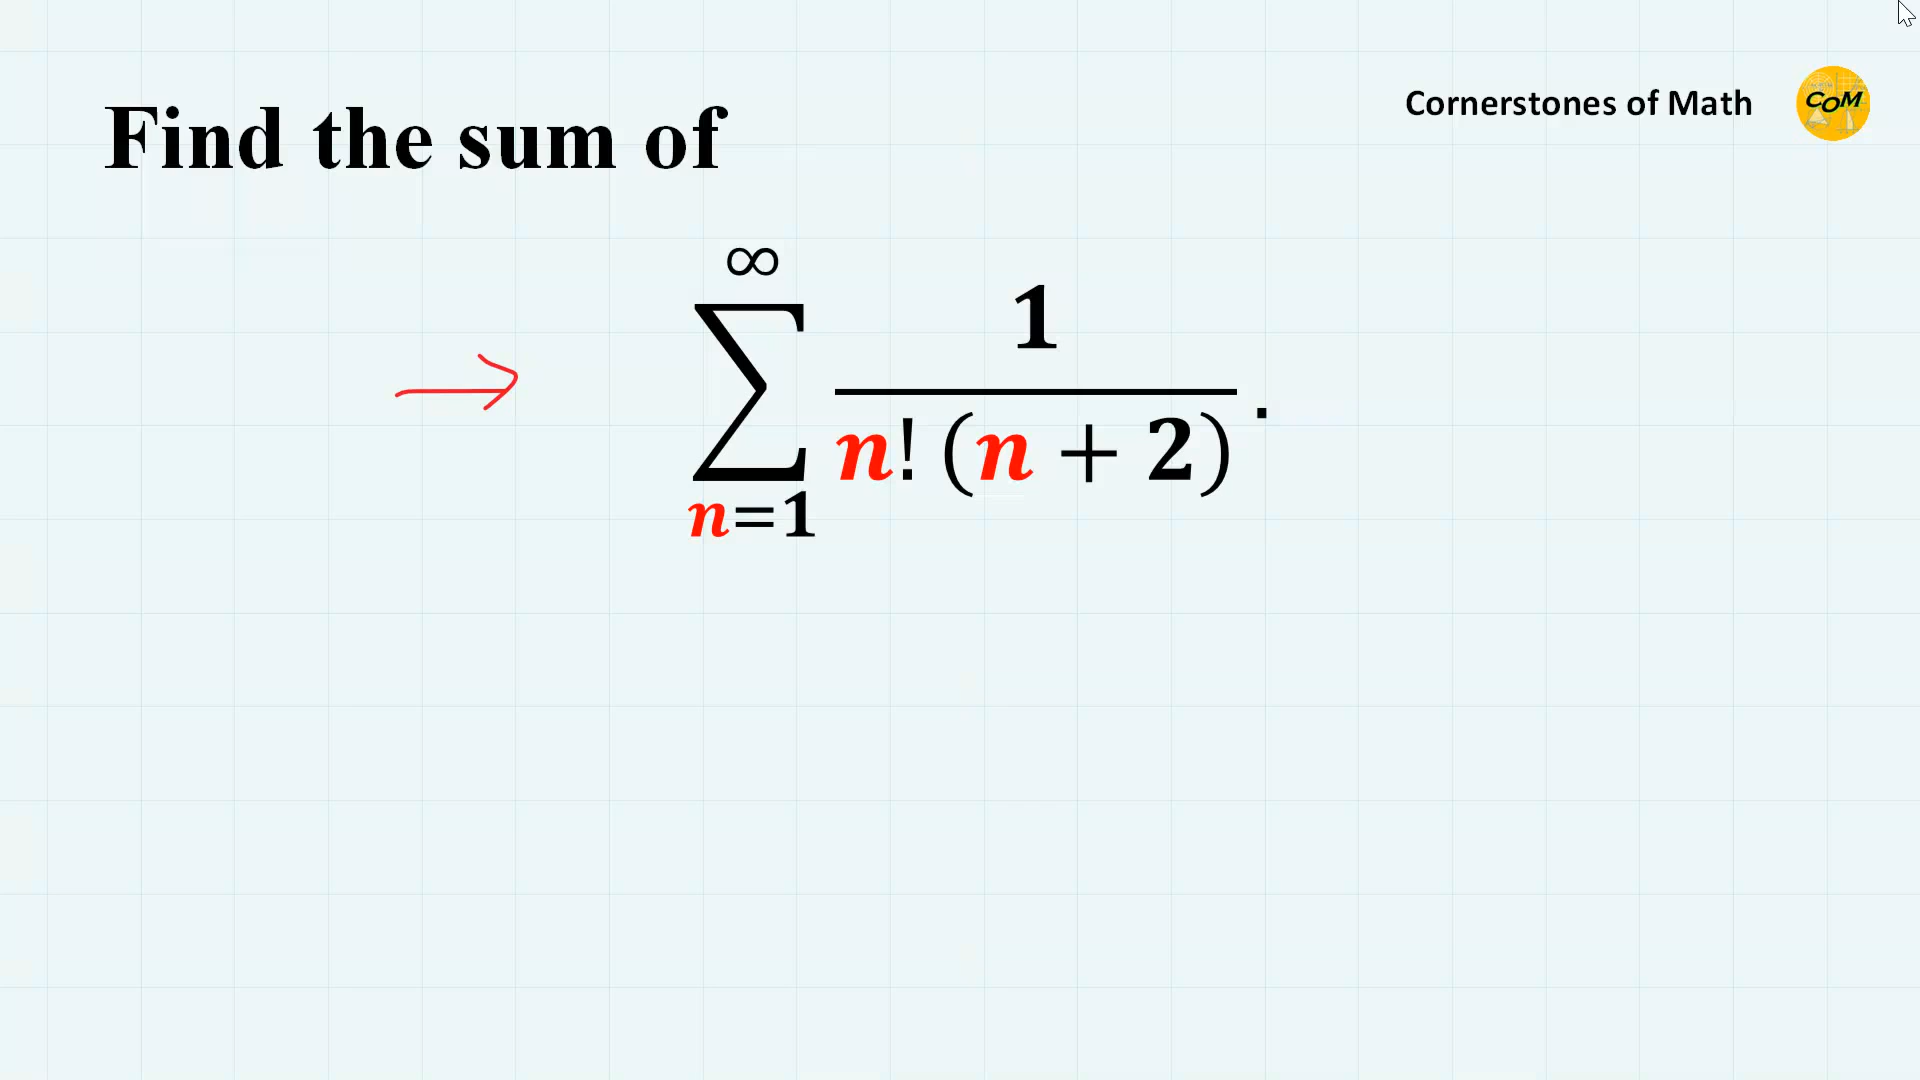 Cornerstones of Math
COM
Find the sum of
∞
∑ 1 / n! (n + 2) .
n=1